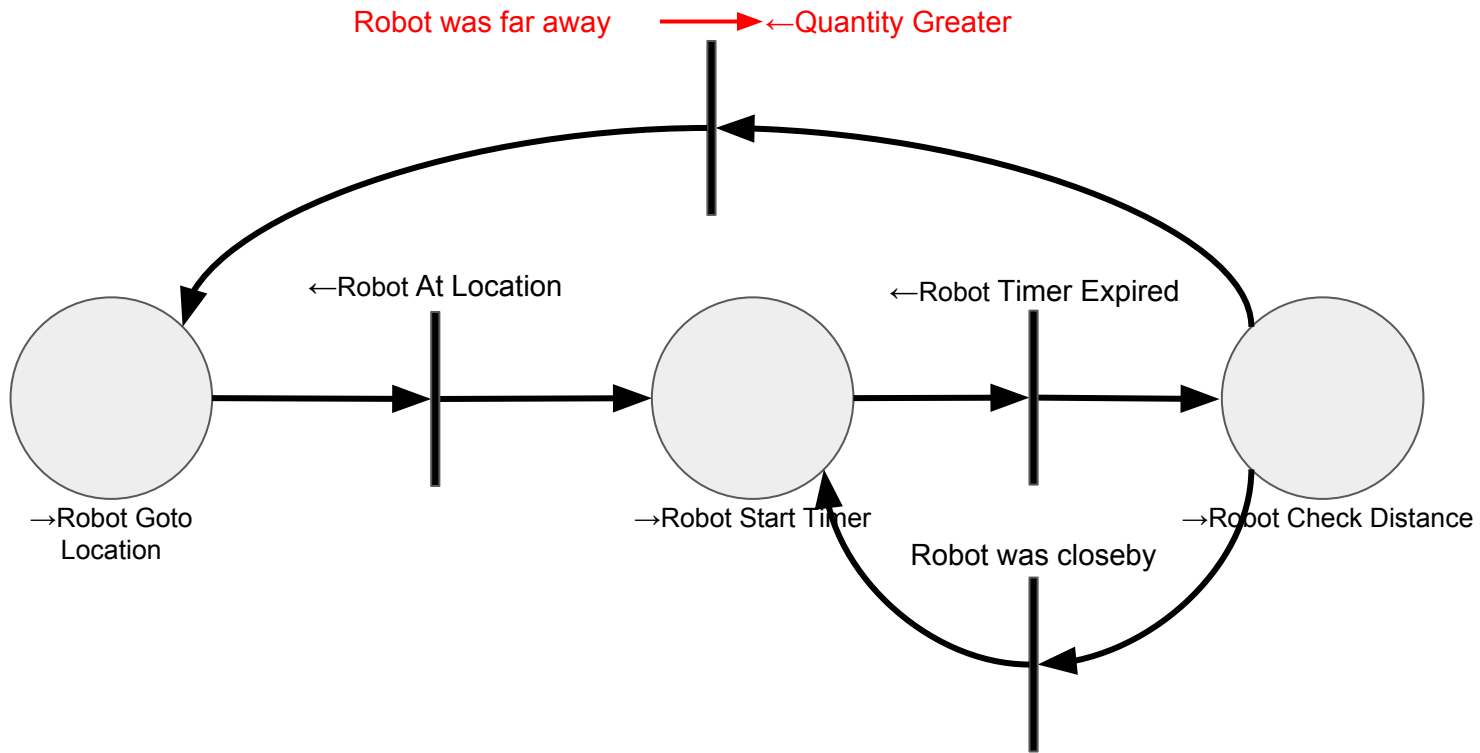 Robot was far away ←Quantity Greater
←Robot At Location
←Robot Timer Expired
→Robot Goto
Location
→Robot Start Timer
→Robot Check Distance
Robot was closeby